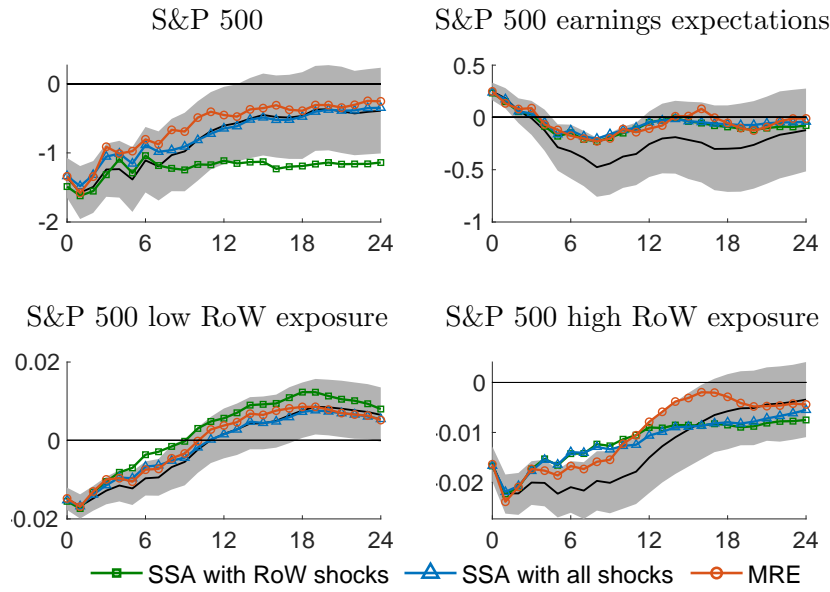 S&P 500
S&P 500 earnings expectations
0
-1
-2
0 6 12 18 24
0.5
0
-0.5
-1
0 6 12 18 24
S&P 500 low RoW exposure
S&P 500 high RoW exposure
0.02
0
0.02
0 6 12 18 24
0
0.01
0.02
0 6 12 18 24
SSA with RoW shocks SSA with all shocks MRE